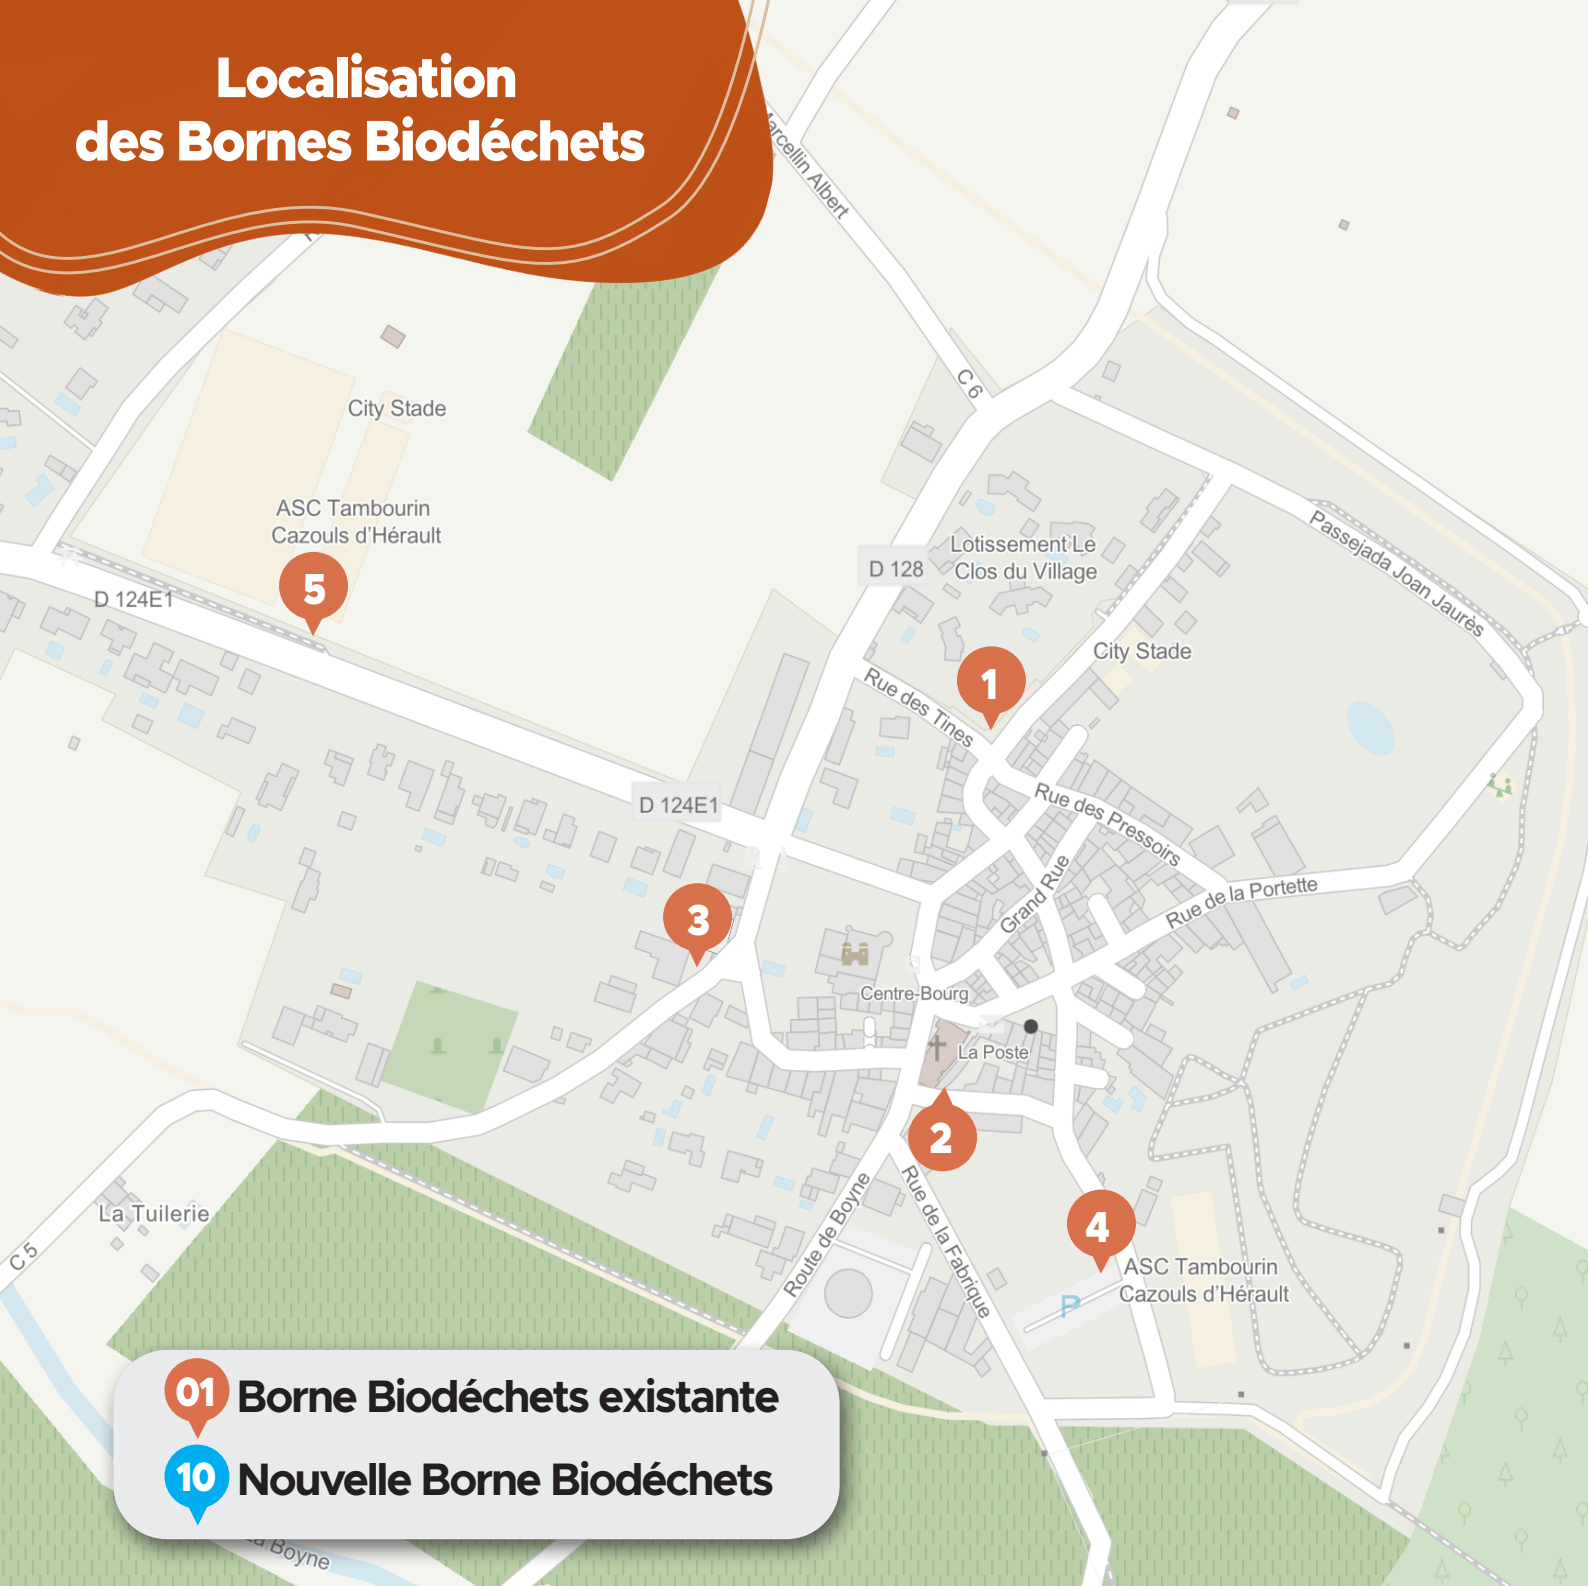 Localisation
des Bornes Biodéchets
Marcellin Albert
C 6
City Stade
ASC Tambourin
Cazouls d'Hérault
5
D 124E1
D 128
Lotissement Le
Clos du Village
Passejada Joan Jaurès
City Stade
1
Rue des Tines
D 124E1
Rue des Pressoirs
Grand Rue
Rue de la Portette
3
Centre-Bourg
La Poste
2
La Tuilerie
C 5
Route de Boyne
Rue de la Fabrique
4
ASC Tambourin
Cazouls d'Hérault
P
01 Borne Biodéchets existante
10 Nouvelle Borne Biodéchets
La Boyne